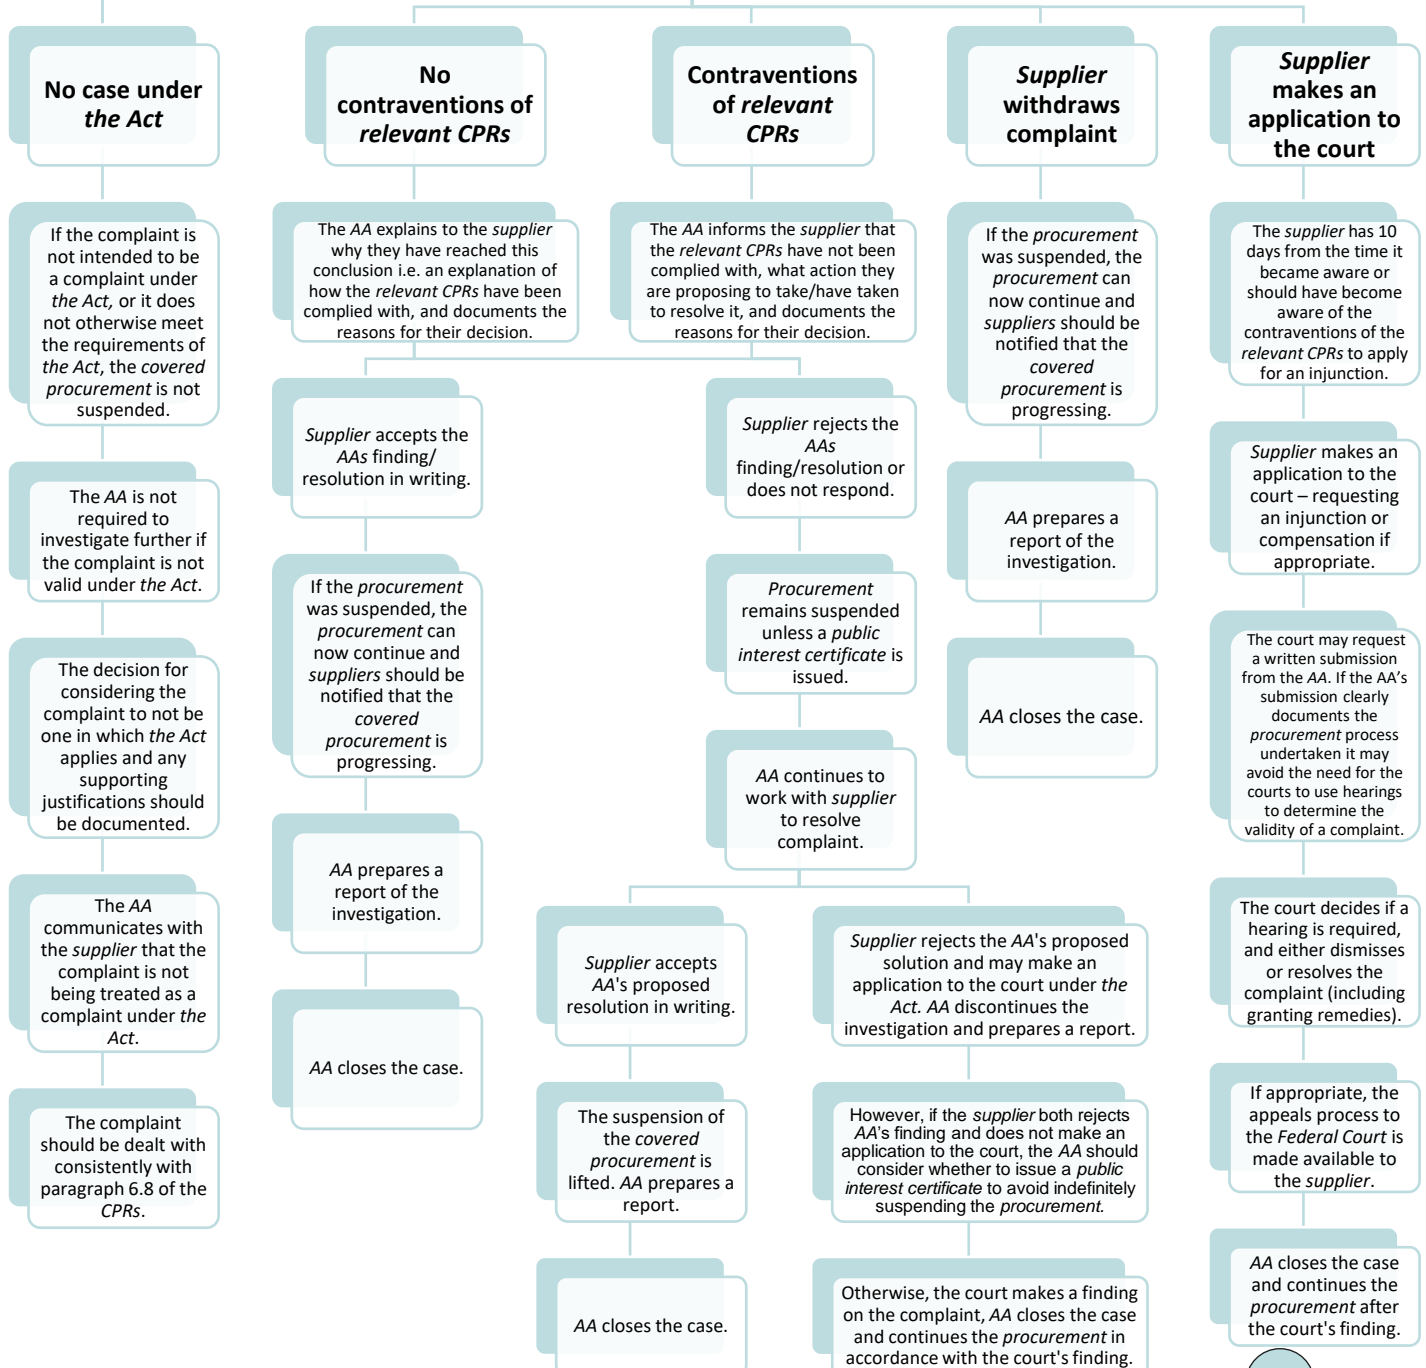 No case under
the Act
If the complaint is
not intended to be
a complaint under
the Act, or it does
not otherwise meet
the requirements of
the Act, the covered
procurement is not
suspended.
The AA is not
required to
investigate further if
the complaint is not
valid under the Act.
The decision for
considering the
complaint to not be
one in which the Act
applies and any
supporting
justifications should
be documented.
The AA
communicates with
the supplier that the
complaint is not
being treated as a
complaint under the
Act.
The complaint
should be dealt with
consistently with
paragraph 6.8 of the
CPRs.
No
contraventions of
relevant CPRs
The AA explains to the supplier
why they have reached this
conclusion i.e. an explanation of
how the relevant CPRs have been
complied with, and documents the
reasons for their decision.
Contraventions
of relevant
CPRs
The AA informs the supplier that
the relevant CPRs have not been
complied with, what action they
are proposing to take/have taken
to resolve it, and documents the
reasons for their decision.
Supplier accepts the
AAs finding/
resolution in writing.
If the procurement
was suspended, the
procurement can
now continue and
suppliers should be
notified that the
covered
procurement is
progressing.
AA prepares a
report of the
investigation.
AA closes the case.
Supplier rejects the
AAs
finding/resolution or
does not respond.
Procurement
remains suspended
unless a public
interest certificate is
issued.
AA continues to
work with supplier
to resolve
complaint.
Supplier accepts
AA's proposed
resolution in writing.
The suspension of
the covered
procurement is
lifted. AA prepares a
report.
AA closes the case.
Supplier rejects the AA's proposed
solution and may make an
application to the court under the
Act. AA discontinues the
investigation and prepares a report.
However, if the supplier both rejects
AA's finding and does not make an
application to the court, the AA should
consider whether to issue a public
interest certificate to avoid indefinitely
suspending the procurement.
Otherwise, the court makes a finding
on the complaint, AA closes the case
and continues the procurement in
accordance with the court's finding.
Supplier
withdraws
complaint
If the procurement
was suspended, the
procurement can
now continue and
suppliers should be
notified that the
covered
procurement is
progressing.
AA prepares a
report of the
investigation.
AA closes the case.
Supplier
makes an
application to
the court
The supplier has 10
days from the time it
became aware or
should have become
aware of the
contraventions of the
relevant CPRs to apply
for an injunction.
Supplier makes an
application to the
court – requesting
an injunction or
compensation if
appropriate.
The court may request
a written submission
from the AA. If the AA’s
submission clearly
documents the
procurement process
undertaken it may
avoid the need for the
courts to use hearings
to determine the
validity of a complaint.
The court decides if a
hearing is required,
and either dismisses
or resolves the
complaint (including
granting remedies).
If appropriate, the
appeals process to
the Federal Court is
made available to
the supplier.
AA closes the case
and continues the
procurement after
the court's finding.